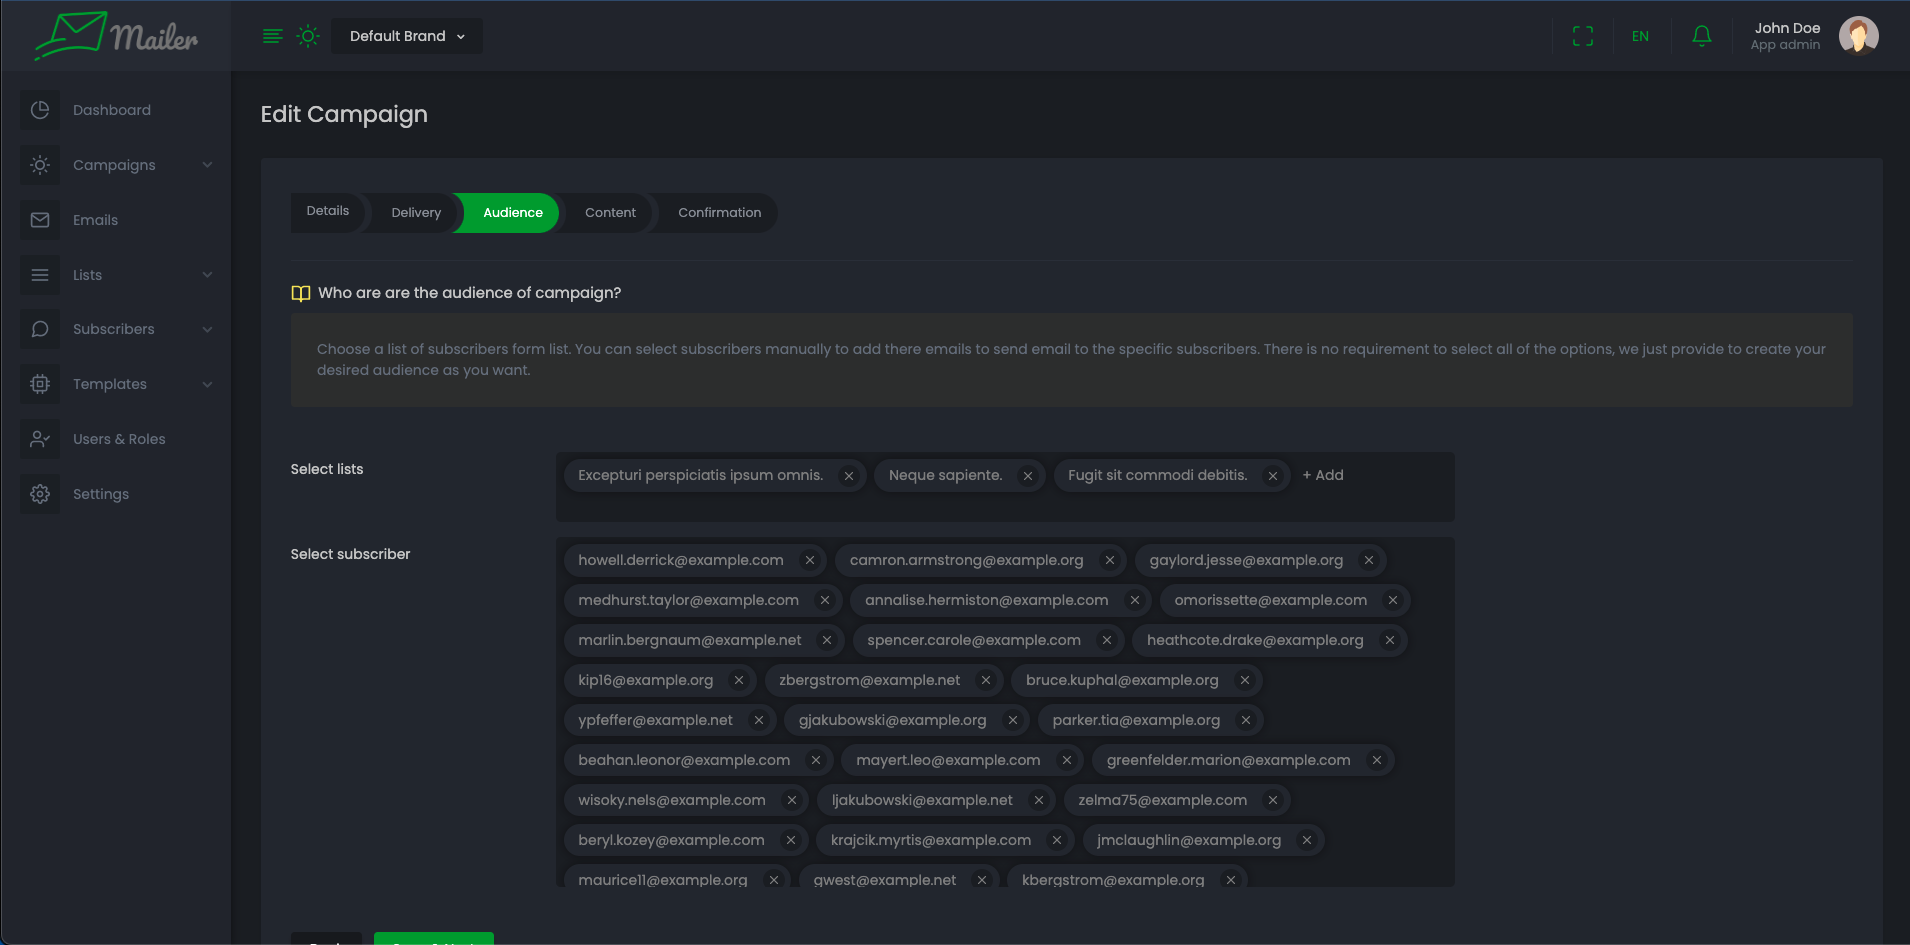 Mailer
Default Brand
EN
John Doe
App admin
Dashboard
Campaigns
Emails
Lists
Subscribers
Templates
Users & Roles
Settings
Edit Campaign
Details
Delivery
Audience
Content
Confirmation
Who are are the audience of campaign?
Choose a list of subscribers form list. You can select subscribers manually to add there emails to send email to the specific subscribers. There is no requirement to select all of the options, we just provide to create your
desired audience as you want.
Select lists
Excepturi perspiciatis ipsum omnis. Neque sapiente. Fugit sit commodi debitis. + Add
Select subscriber
howell.derrick@example.com camron.armstrong@example.org gaylord.jesse@example.org
medhurst.taylor@example.com annalise.hermiston@example.com omorissette@example.com
marlin.bergnaum@example.net spencer.carole@example.com heathcote.drake@example.org
kip16@example.org zbergstrom@example.net bruce.kuphal@example.org
ypfeffer@example.net gjakubowski@example.org parker.tia@example.org
beahan.leonor@example.com mayert.leo@example.com greenfelder.marion@example.com
wisoky.nels@example.com ljakubowski@example.net zelma75@example.com
beryl.kozey@example.com krajcik.myrtis@example.com jmclaughlin@example.org
maurice11@example.org gwest@example.net kbergstrom@example.org